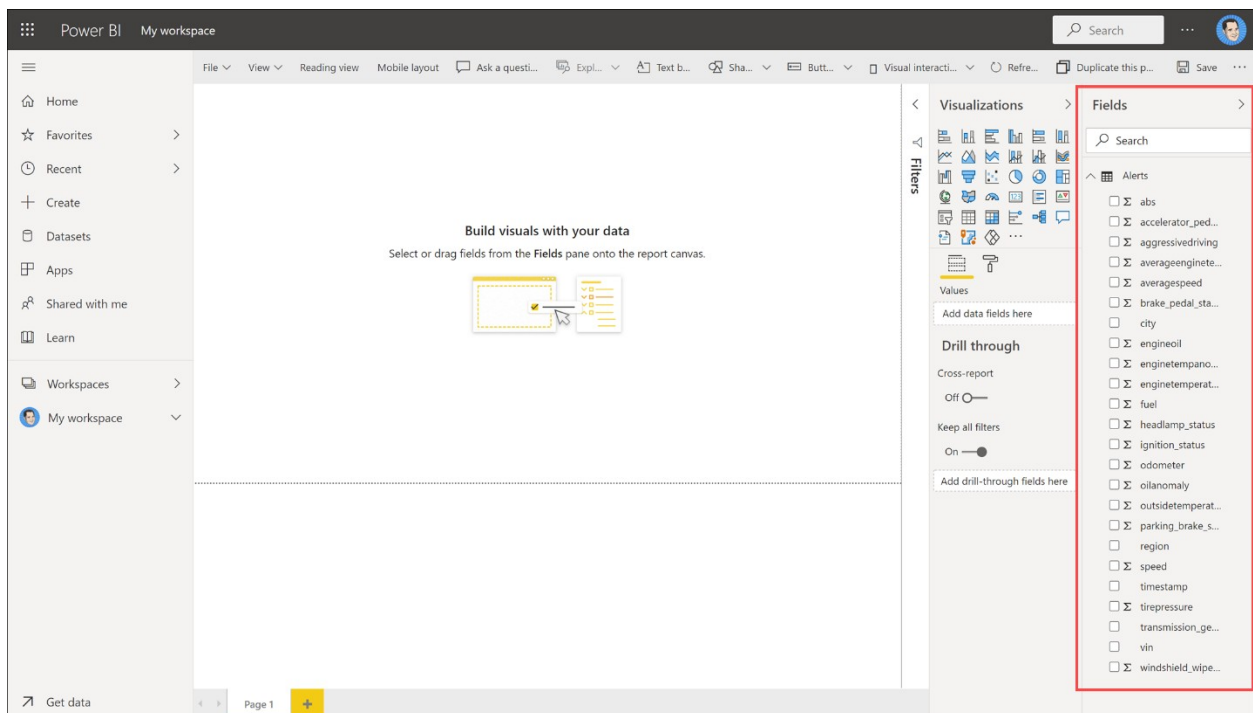 Power BI My workspace
Search
File View Reading view Mobile layout Ask a questi... Expl... Text b... Sha... Butt... Visual interacti... Refre... Duplicate this p... Save
Home
Favorites
Recent
Create
Datasets
Apps
Shared with me
Learn
Workspaces
My workspace
Get data
Build visuals with your data
Select or drag fields from the Fields pane onto the report canvas.
Page 1
Filters
Visualizations
Values
Add data fields here
Drill through
Cross-report
Off
Keep all filters
On
Add drill-through fields here
Fields
Search
Alerts
Σ abs
Σ accelerator_ped...
Σ aggressivedriving
Σ averageenginete...
Σ averagespeed
Σ brake_pedal_sta...
city
Σ engineoil
Σ enginetempano...
Σ enginetemperat...
Σ fuel
Σ headlamp_status
Σ ignition_status
Σ odometer
Σ oilanomaly
Σ outsidetemperat...
Σ parking_brake_s...
region
Σ speed
timestamp
Σ tirepressure
transmission_ge...
vin
Σ windshield_wipe...